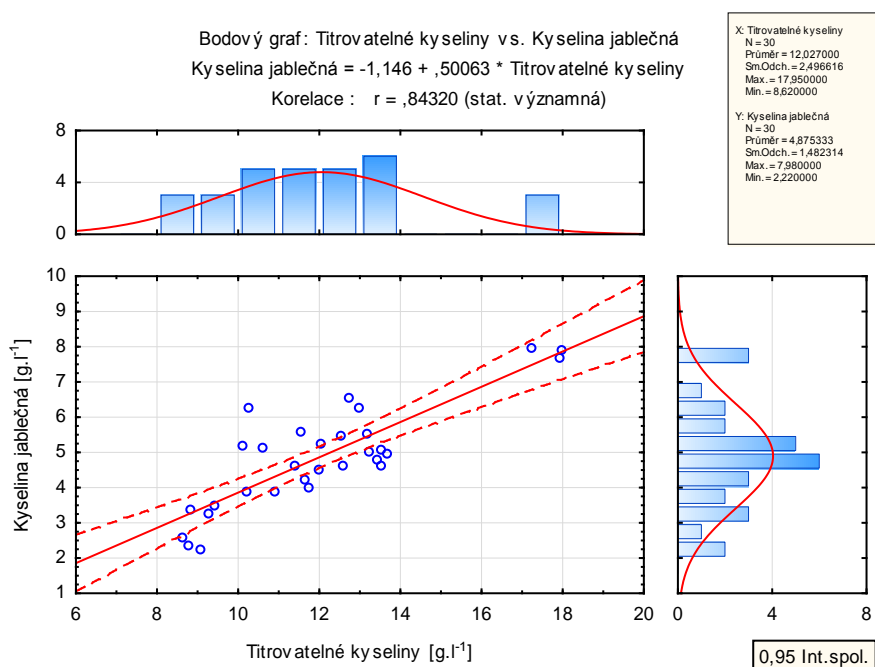 Bodový graf: Titrovatelné kyseliny vs. Kyselina jablečná
Kyselina jablečná = -1,146 + ,50063 * Titrovatelné kyseliny
Korelace : r = ,84320 (stat. významná)
X: Titrovatelné kyseliny
N = 30
Průměr = 12,027000
Sm.Odch. = 2,496616
Max. = 17,950000
Min. = 8,620000
Y: Kyselina jablečná
N = 30
Průměr = 4,875333
Sm.Odch. = 1,482314
Max. = 7,980000
Min. = 2,220000
8
4
0
10
9
8
7
6
5
4
3
2
1
Kyselina jablečná [g.l-1]
6 8 10 12 14 16 18 20
Titrovatelné kyseliny [g.l-1]
0 4 8
0,95 Int.spol.